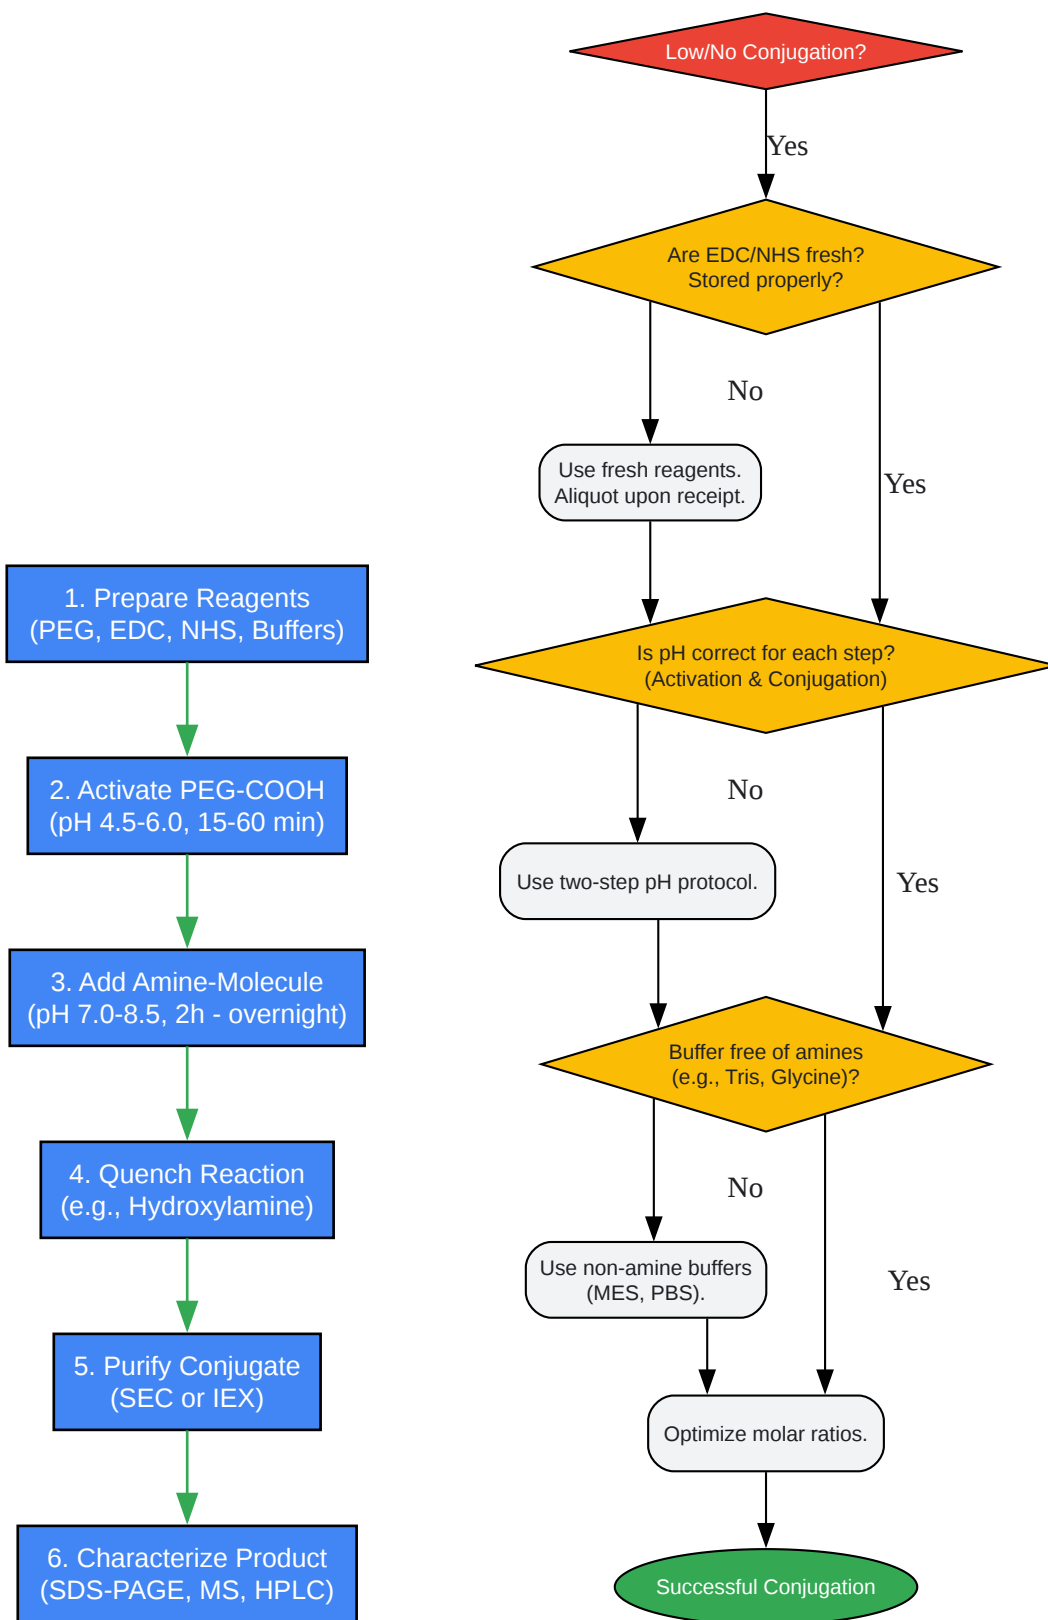 Low/No Conjugation?
Yes
Are EDC/NHS fresh?
Stored properly?
No
Use fresh reagents.
Aliquot upon receipt.
Yes
Is pH correct for each step?
(Activation & Conjugation)
No
Use two-step pH protocol.
Yes
Buffer free of amines
(e.g., Tris, Glycine)?
No
Use non-amine buffers
(MES, PBS).
Yes
Optimize molar ratios.
Successful Conjugation
1. Prepare Reagents
(PEG, EDC, NHS, Buffers)
2. Activate PEG-COOH
(pH 4.5-6.0, 15-60 min)
3. Add Amine-Molecule
(pH 7.0-8.5, 2h - overnight)
4. Quench Reaction
(e.g., Hydroxylamine)
5. Purify Conjugate
(SEC or IEX)
6. Characterize Product
(SDS-PAGE, MS, HPLC)